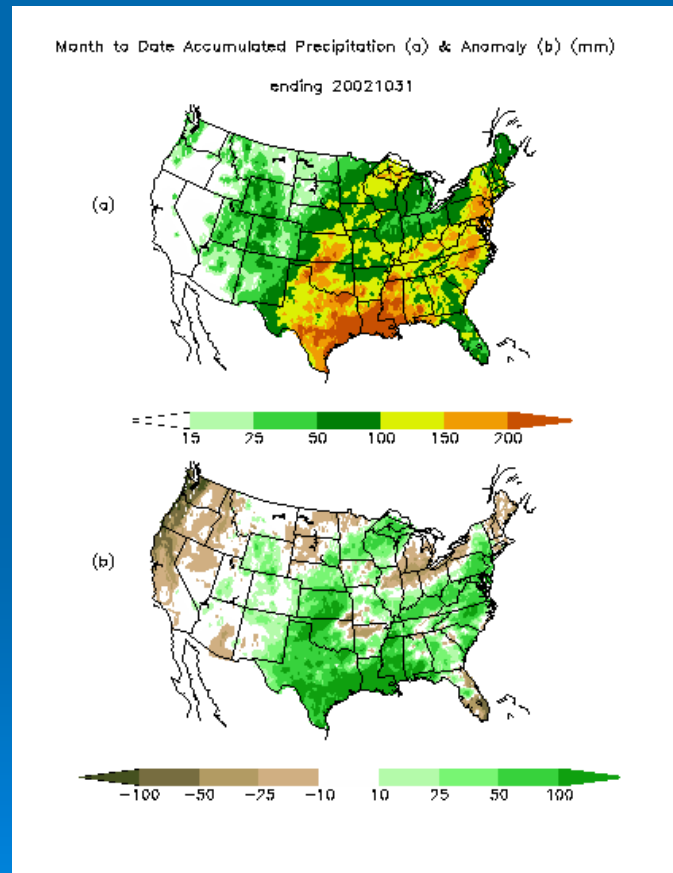 Month to Date Accumulated Precipitation (a) & Anomaly (b) (mm)
ending 20021031
(a)
15 25 50 100 150 200
(b)
-100 -50 -25 -10 10 25 50 100